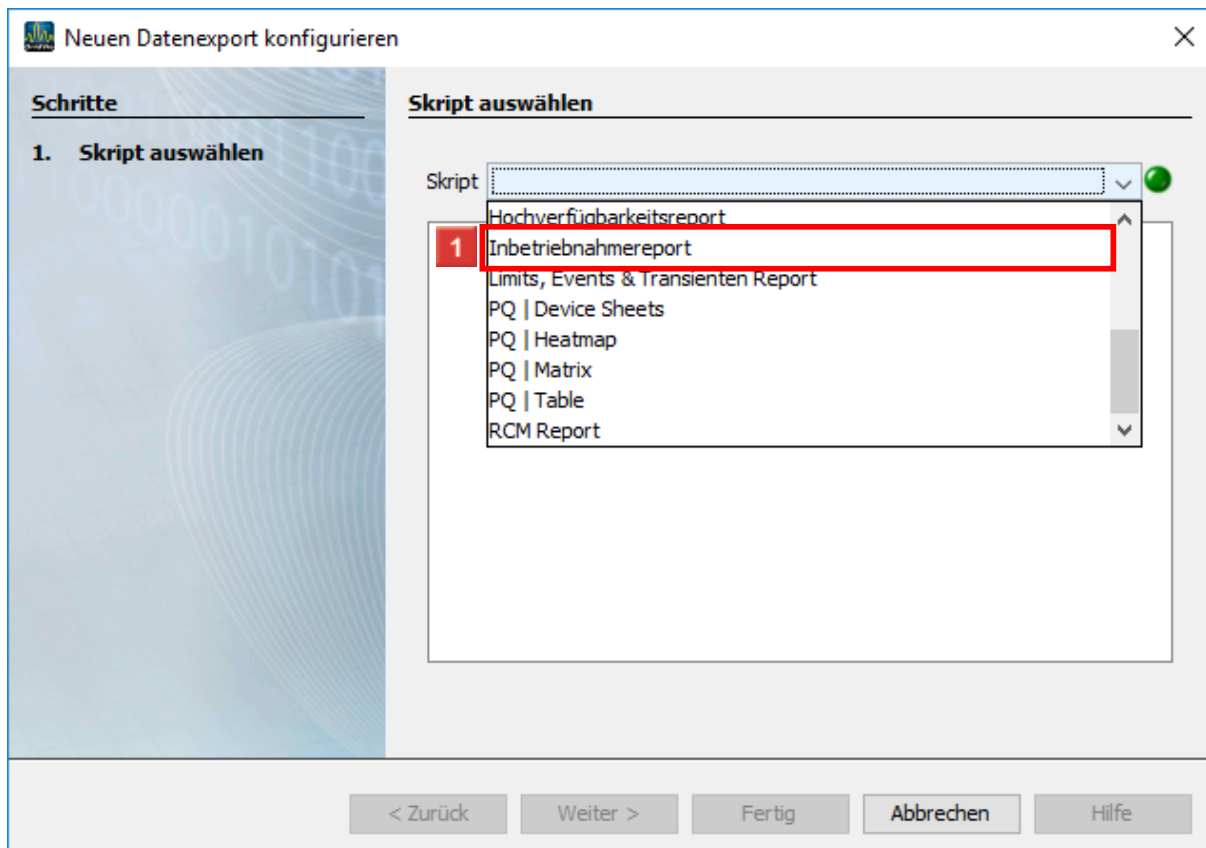 Neuen Datenexport konfigurieren
Schritte
1. Skript auswählen
Skript auswählen
Skript
Hochverfügbarkeitsreport
1
Inbetriebnahmereport
Limits, Events & Transienten Report
PQ | Device Sheets
PQ | Heatmap
PQ | Matrix
PQ | Table
RCM Report
< Zurück
Weiter >
Fertig
Abbrechen
Hilfe